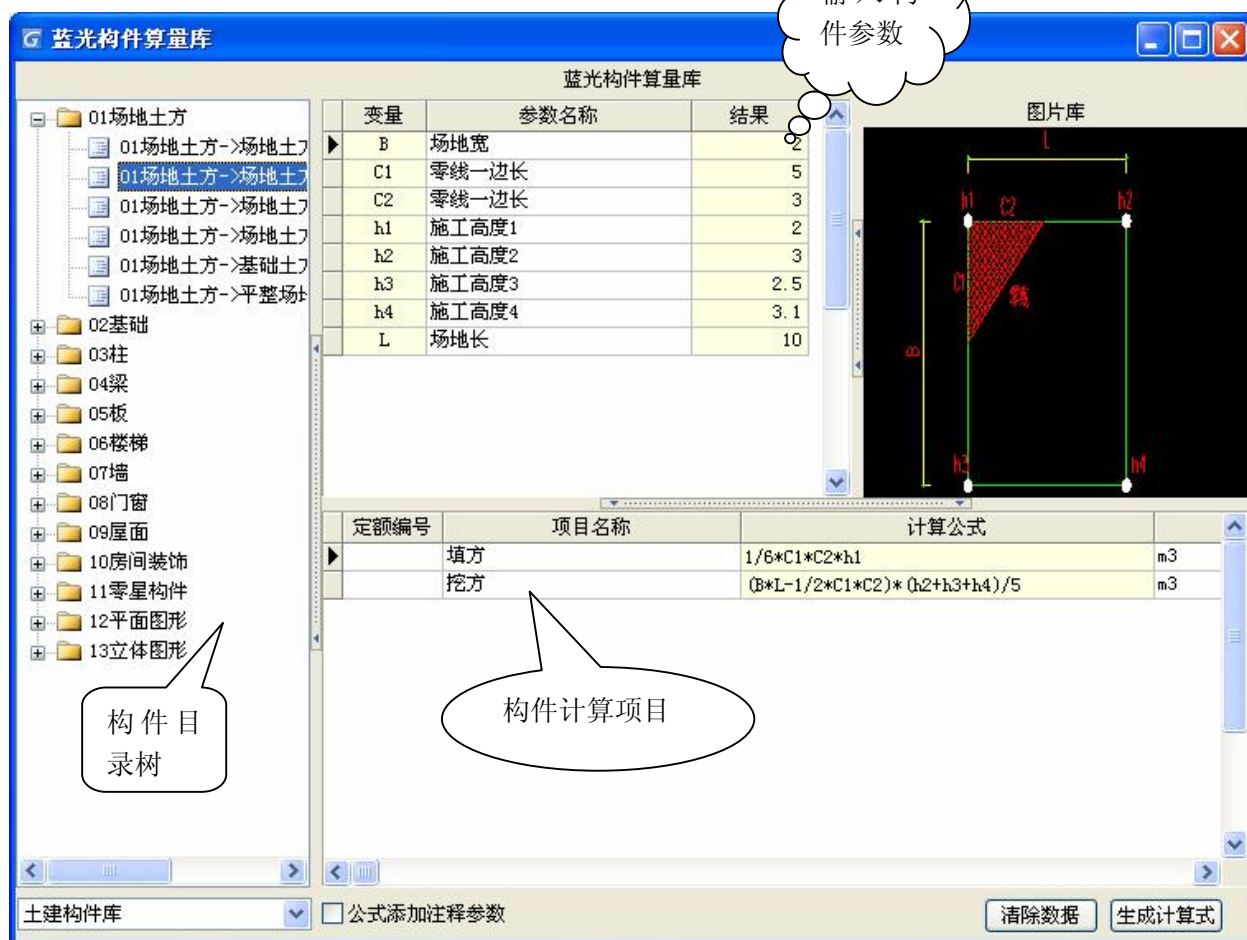 蓝光构件算量库
输入构
件参数
蓝光构件算量库
01场地土方
01场地土方->场地土
01场地土方->场地土
01场地土方->场地土
01场地土方->场地土
01场地土方->基础土
01场地土方->平整场
02基础
03柱
04梁
05板
06楼梯
07墙
08门窗
09屋面
10房间装饰
11零星构件
12平面图形
13立体图形
构件目
录树
土建构件库
变量 参数名称 结果
B 场地宽 2
C1 零线一边长 5
C2 零线一边长 3
h1 施工高度1 2
h2 施工高度2 3
h3 施工高度3 2.5
h4 施工高度4 3.1
L 场地长 10
图片库
L
h1 C2 h2
C1 零线
B
h3 h4
定额编号 项目名称 计算公式
填方 1/6*C1*C2*h1 m3
挖方 (B*L-1/2*C1*C2)*(h2+h3+h4)/5 m3
构件计算项目
公式添加注释参数
清除数据 生成计算式